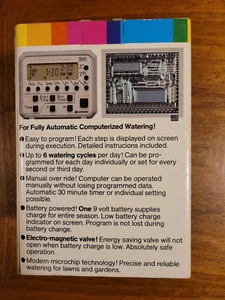 7:30
For Fully Automatic Computerized Watering!
Easy to program! Each step is displayed on screen
during execution. Detailed instrucions included.
Up to 6 watering cycles per day! Can be pro-
grammed for each day individually or set for every
second or third day.
Manual over ride! Computer can be operated
manually without losing programmed data.
Automatic 30 minute timer or individual setting
possible.
Battery powered! One 9 volt battery supplies
charge for entire season. Low battery charge
indicator on screen. Program is not lost during
battery change.
Electro-magnetic valve! Energy saving valve will not
open when battery charge is low. Absolutely safe
operation.
Modern microchip technology! Precise and reliable
watering for lawns and gardens.